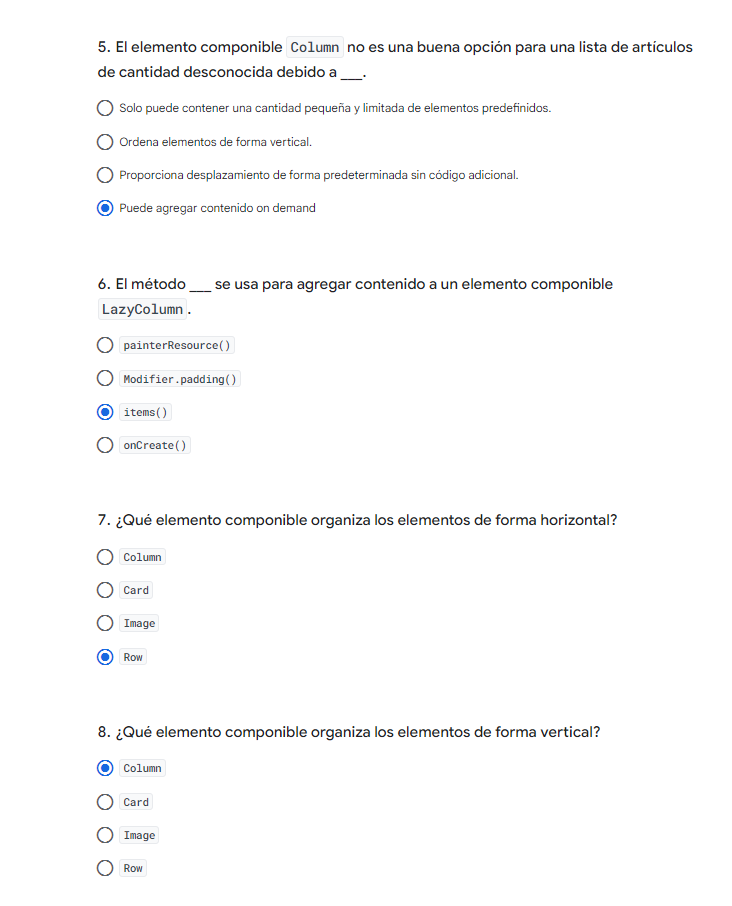 5. El elemento componible Column no es una buena opción para una lista de artículos
de cantidad desconocida debido a ___.
Solo puede contener una cantidad pequeña y limitada de elementos predefinidos.
Ordena elementos de forma vertical.
Proporciona desplazamiento de forma predeterminada sin código adicional.
Puede agregar contenido on demand
6. El método ___ se usa para agregar contenido a un elemento componible
LazyColumn.
painterResource()
Modifier.padding()
items()
onCreate()
7. ¿Qué elemento componible organiza los elementos de forma horizontal?
Column
Card
Image
Row
8. ¿Qué elemento componible organiza los elementos de forma vertical?
Column
Card
Image
Row